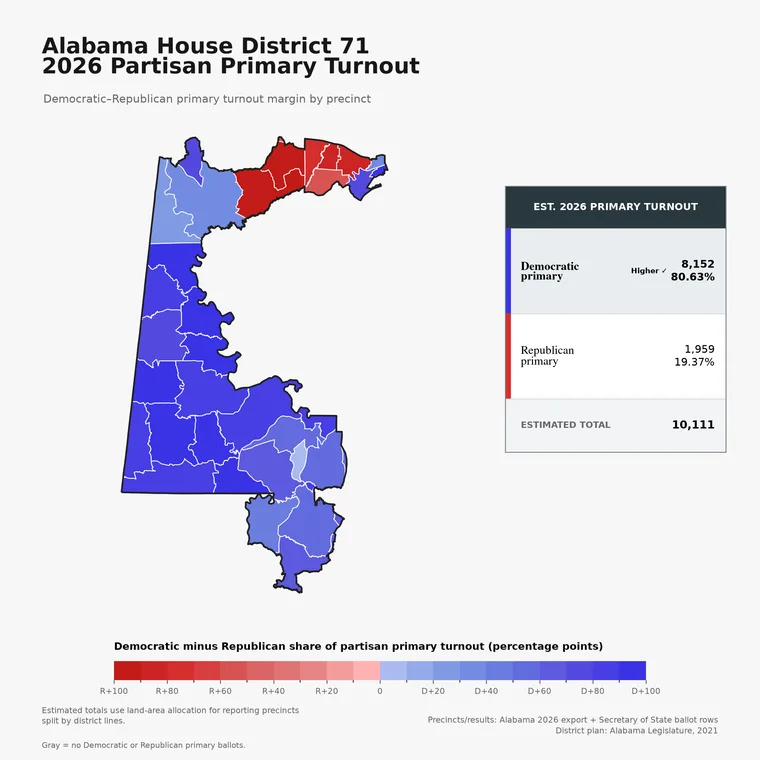 Alabama House District 71
2026 Partisan Primary Turnout
Democratic–Republican primary turnout margin by precinct
EST. 2026 PRIMARY TURNOUT
Democratic
primary
Higher ✓
8,152
80.63%
Republican
primary
1,959
19.37%
ESTIMATED TOTAL
10,111
Democratic minus Republican share of partisan primary turnout (percentage points)
R+100 R+80 R+60 R+40 R+20 0 D+20 D+40 D+60 D+80 D+100
Estimated totals use land-area allocation for reporting precincts
split by district lines.
Gray = no Democratic or Republican primary ballots.
Precincts/results: Alabama 2026 export + Secretary of State ballot rows
District plan: Alabama Legislature, 2021